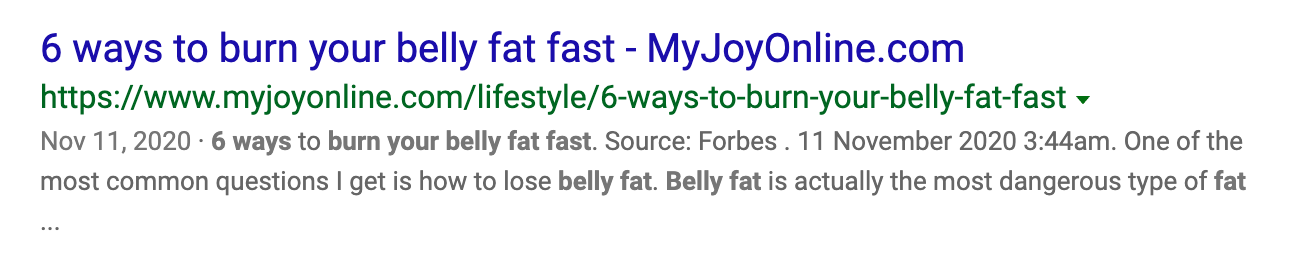 6 ways to burn your belly fat fast - MyJoyOnline.com
https://www.myjoyonline.com/lifestyle/6-ways-to-burn-your-belly-fat-fast
Nov 11, 2020 · 6 ways to burn your belly fat fast. Source: Forbes . 11 November 2020 3:44am. One of the
most common questions I get is how to lose belly fat. Belly fat is actually the most dangerous type of fat
...